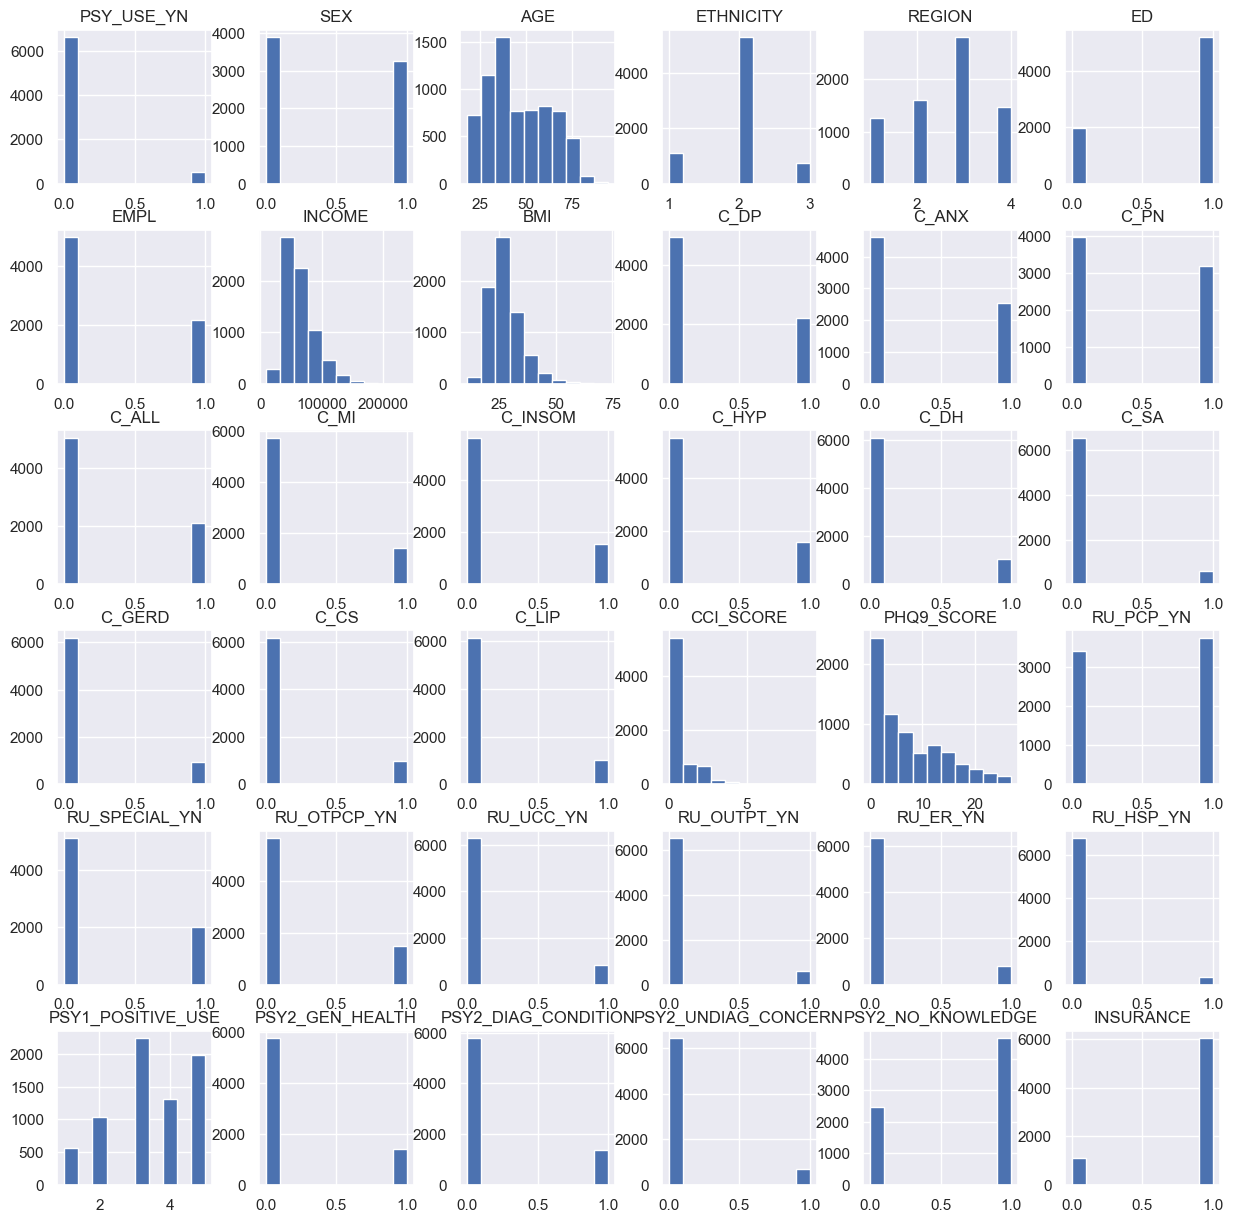 PSY_USE_YN SEX AGE ETHNICITY REGION ED
6000 4000 2000 0 4000 3000 2000 1000 0 1500 1000 500 0 4000 2000 0 2000 1000 0 4000 2000 0
0.0 0.5 1.0 0.0 0.5 1.0 25 50 75 1 2 3 2 4 0.0 0.5 1.0
EMPL INCOME BMI C_DP C_ANX C_PN
4000 2000 0 2000 1000 0 2000 1000 0 4000 2000 0 4000 3000 2000 1000 0 4000 3000 2000 1000 0
0.0 0.5 1.0 0 100000 200000 25 50 75 0.0 0.5 1.0 0.0 0.5 1.0 0.0 0.5 1.0
C_ALL C_MI C_INSOM C_HYP C_DH C_SA
4000 2000 0 6000 4000 2000 0 4000 2000 0 4000 2000 0 6000 4000 2000 0 6000 4000 2000 0
0.0 0.5 1.0 0.0 0.5 1.0 0.0 0.5 1.0 0.0 0.5 1.0 0.0 0.5 1.0 0.0 0.5 1.0
C_GERD C_CS C_LIP CCI_SCORE PHQ9_SCORE RU_PCP_YN
6000 4000 2000 0 6000 4000 2000 0 6000 4000 2000 0 4000 2000 0 2000 1000 0 3000 2000 1000 0
0.0 0.5 1.0 0.0 0.5 1.0 0.0 0.5 1.0 0 5 0 10 20 0.0 0.5 1.0
RU_SPECIAL_YN RU_OTPCP_YN RU_UCC_YN RU_OUTPT_YN RU_ER_YN RU_HSP_YN
4000 2000 0 4000 2000 0 6000 4000 2000 0 6000 4000 2000 0 6000 4000 2000 0 6000 4000 2000 0
0.0 0.5 1.0 0.0 0.5 1.0 0.0 0.5 1.0 0.0 0.5 1.0 0.0 0.5 1.0 0.0 0.5 1.0
PSY1_POSITIVE_USE PSY2_GEN_HEALTH PSY2_DIAG_CONDITION PSY2_UNDIAG_CONCERN PSY2_NO_KNOWLEDGE INSURANCE
2000 1500 1000 500 0 6000 4000 2000 0 6000 4000 2000 0 6000 4000 2000 0 4000 3000 2000 1000 0 6000 4000 2000 0
2 4 0.0 0.5 1.0 0.0 0.5 1.0 0.0 0.5 1.0 0.0 0.5 1.0 0.0 0.5 1.0